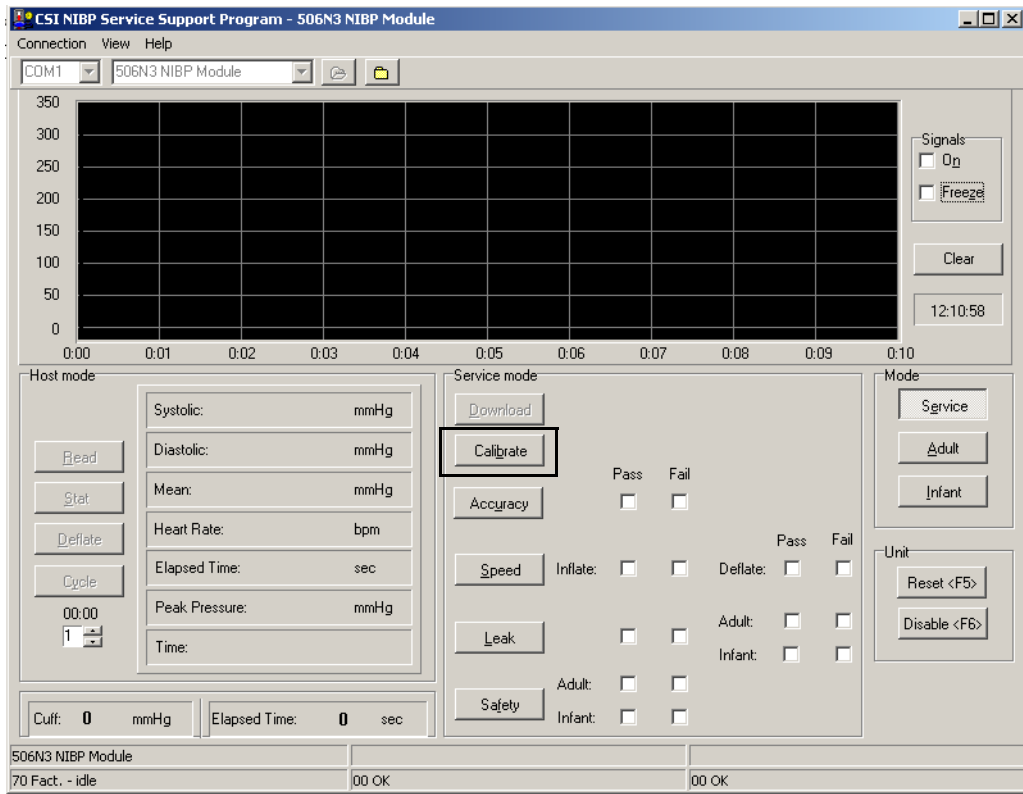 CSI NIBP Service Support Program - 506N3 NIBP Module
Connection View Help
COM1 506N3 NIBP Module
350
300
250
200
150
100
50
0
0:00 0:01 0:02 0:03 0:04 0:05 0:06 0:07 0:08 0:09 0:10
Signals
On
Freeze
Clear
12:10:58
Host mode
Read
Stat
Deflate
Cycle
00:00
1
Systolic: mmHg
Diastolic: mmHg
Mean: mmHg
Heart Rate: bpm
Elapsed Time: sec
Peak Pressure: mmHg
Time:
Cuff: 0 mmHg Elapsed Time: 0 sec
Service mode
Download
Calibrate
Pass Fail
Accuracy
Pass Fail
Speed Inflate: Deflate:
Leak Adult:
Infant:
Safety Adult:
Infant:
Mode
Service
Adult
Infant
Unit
Reset <F5>
Disable <F6>
506N3 NIBP Module
70 Fact. - idle 00 OK 00 OK